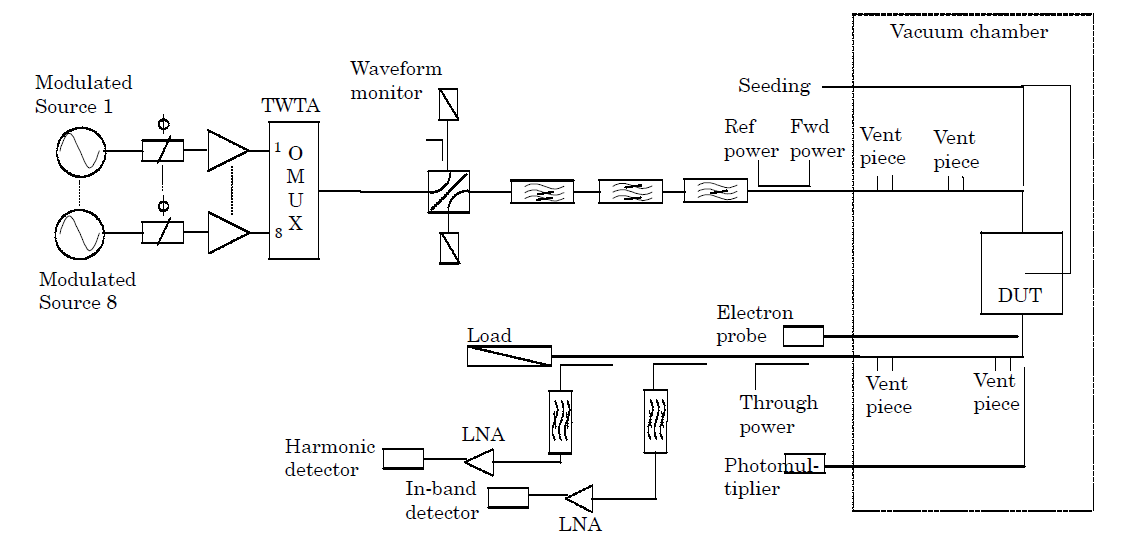 Vacuum chamber
Waveform
monitor
Modulated
Source 1
TWTA
Seeding
Ref
power
Fwd
power
Vent
piece
Vent
piece
1
O
M
U
X
8
Modulated
Source 8
DUT
Electron
probe
Load
Vent
piece
Vent
piece
Through
power
LNA
Harmonic
detector
Photomul-
tiplier
In-band
detector
LNA